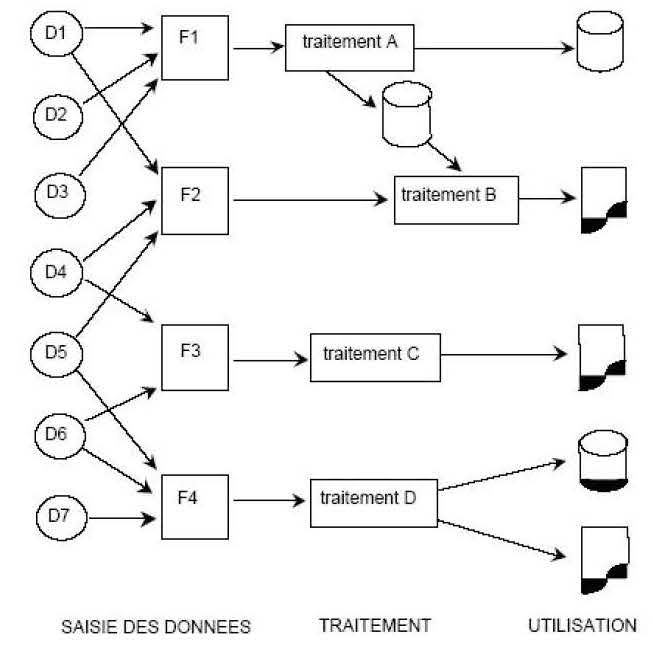 D1
F1
traitement A
D2
D3
F2
traitement B
D4
D5
F3
traitement C
D6
F4
traitement D
D7
SAISIE DES DONNEES
TRAITEMENT
UTILISATION